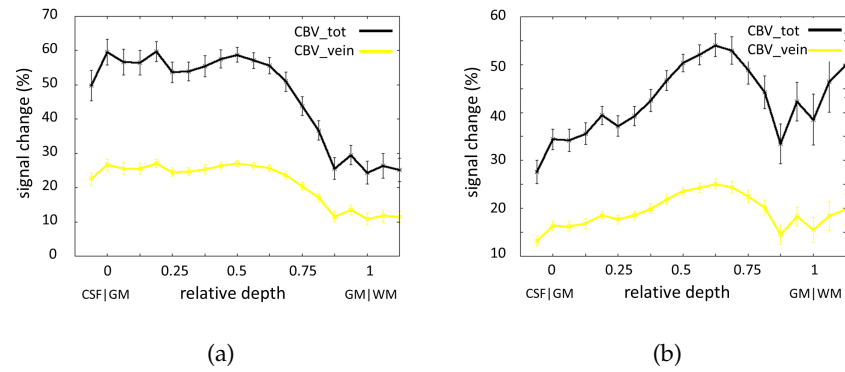 signal change (%)
70
60
50
40
30
20
10
0
CBV_tot
CBV_vein
0
0.25
0.5
0.75
1
CSF|GM
relative depth
GM|WM
(a)
signal change (%)
60
50
40
30
20
10
CBV_tot
CBV_vein
0
0.25
0.5
0.75
1
CSF|GM
relative depth
GM|WM
(b)